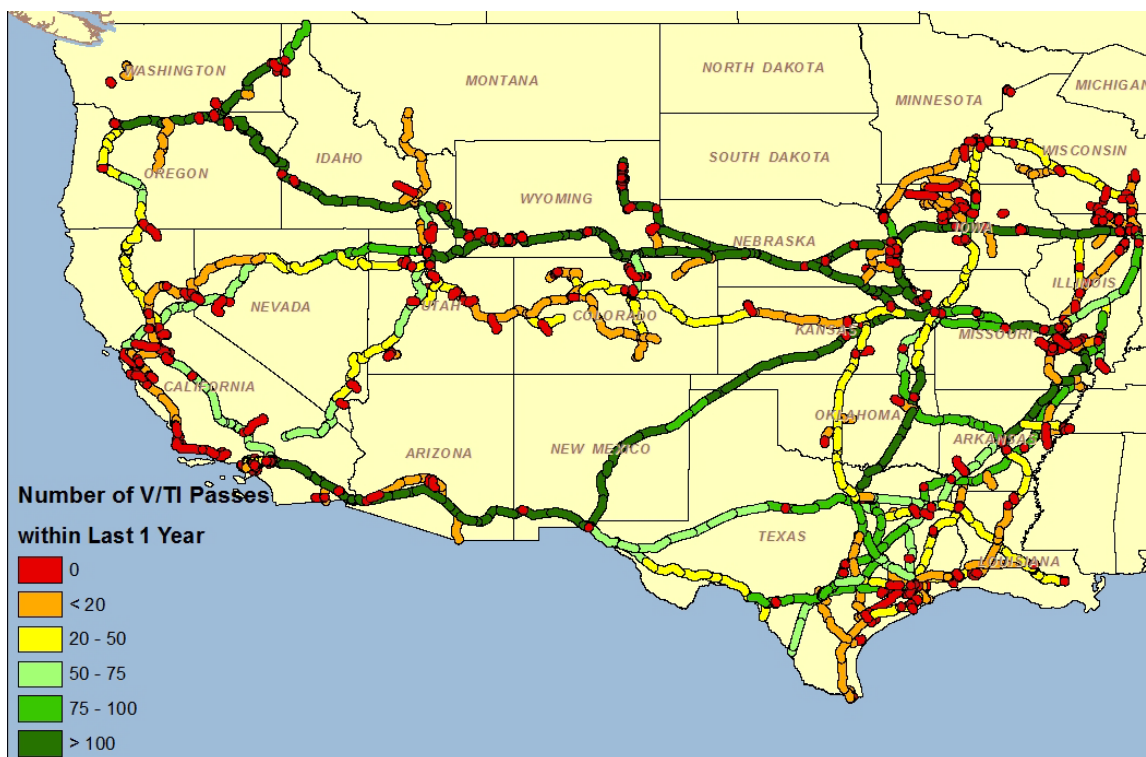 WASHINGTON
MONTANA
NORTH DAKOTA
MINNESOTA
MICHIGAN
OREGON
IDAHO
SOUTH DAKOTA
WISCONSIN
WYOMING
IOWA
NEBRASKA
NEVADA
UTAH
COLORADO
ILLINOIS
KANSAS
MISSOURI
CALIFORNIA
OKLAHOMA
ARIZONA
NEW MEXICO
ARKANSAS
TEXAS
LOUISIANA
Number of V/TI Passes
within Last 1 Year
0
< 20
20 - 50
50 - 75
75 - 100
> 100